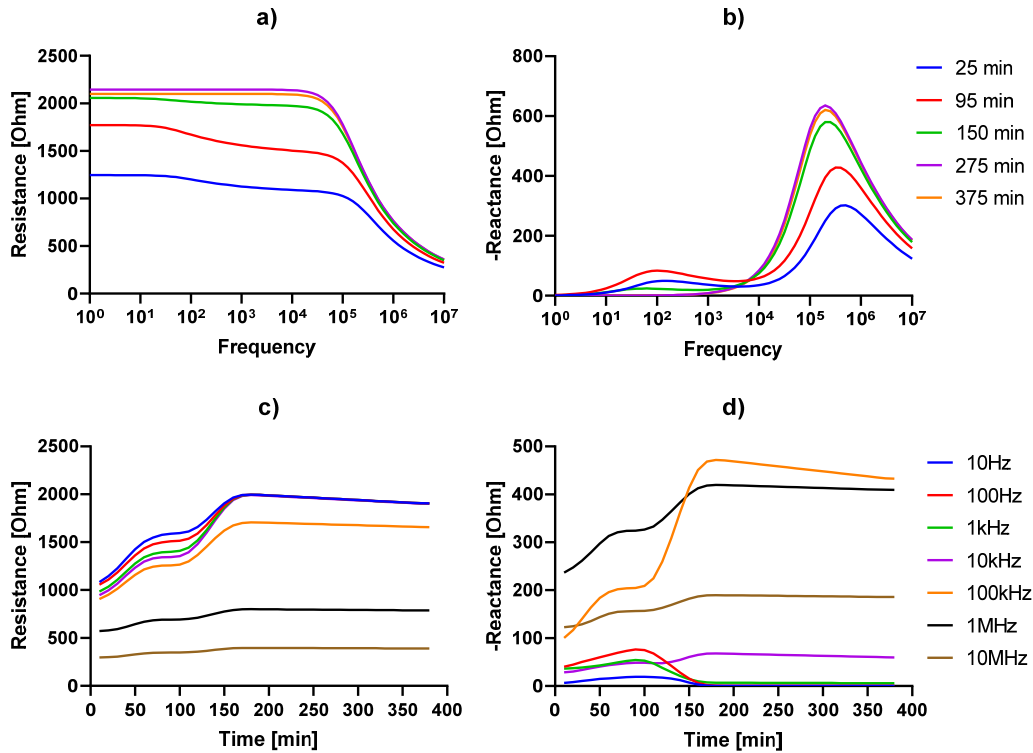 a)
Resistance [Ohm]
2500
2000
1500
1000
500
0
10⁰ 10¹ 10² 10³ 10⁴ 10⁵ 10⁶ 10⁷
Frequency
b)
-Reactance [Ohm]
800
600
400
200
0
10⁰ 10¹ 10² 10³ 10⁴ 10⁵ 10⁶ 10⁷
Frequency
25 min
95 min
150 min
275 min
375 min
c)
Resistance [Ohm]
2500
2000
1500
1000
500
0
0 50 100 150 200 250 300 350 400
Time [min]
d)
-Reactance [Ohm]
500
400
300
200
100
0
0 50 100 150 200 250 300 350 400
Time [min]
10Hz
100Hz
1kHz
10kHz
100kHz
1MHz
10MHz